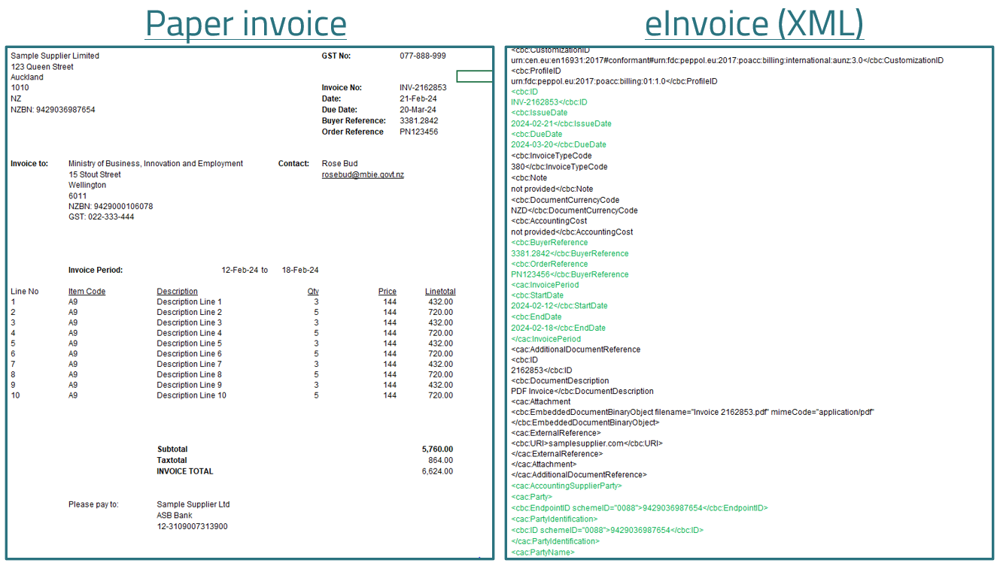 Paper invoice
Sample Supplier Limited GST No: 077-888-999
123 Queen Street
Auckland
1010 Invoice No: INV-2162853
NZ Date: 21-Feb-24
NZBN: 9429036987654 Due Date: 20-Mar-24
Buyer Reference: 3381.2842
Order Reference PN123456
Invoice to: Ministry of Business, Innovation and Employment Contact: Rose Bud
15 Stout Street rosebud@mbie.govt.nz
Wellington
6011
NZBN: 9429000106078
GST: 022-333-444
Invoice Period: 12-Feb-24 to 18-Feb-24
Line No Item Code Description Qty Price Linetotal
1 A9 Description Line 1 3 144 432.00
2 A9 Description Line 2 5 144 720.00
3 A9 Description Line 3 3 144 432.00
4 A9 Description Line 4 5 144 720.00
5 A9 Description Line 5 3 144 432.00
6 A9 Description Line 6 5 144 720.00
7 A9 Description Line 7 3 144 432.00
8 A9 Description Line 8 5 144 720.00
9 A9 Description Line 9 3 144 432.00
10 A9 Description Line 10 5 144 720.00
Subtotal 5,760.00
Taxtotal 864.00
INVOICE TOTAL 6,624.00
Please pay to: Sample Supplier Ltd
ASB Bank
12-3109007313900
eInvoice (XML)
<cbc:CustomizationID
urn:cen.eu:en16931:2017#conformant#urn:fdc:peppol.eu:2017:poacc:billing:international:aunz:3.0</cbc:CustomizationID
<cbc:ProfileID
urn:fdc:peppol.eu:2017:poacc:billing:01:1.0</cbc:ProfileID
<cbc:ID
INV-2162853</cbc:ID
<cbc:IssueDate
2024-02-21</cbc:IssueDate
<cbc:DueDate
2024-03-20</cbc:DueDate
<cbc:InvoiceTypeCode
380</cbc:InvoiceTypeCode
<cbc:Note
not provided</cbc:Note
<cbc:DocumentCurrencyCode
NZD</cbc:DocumentCurrencyCode
<cbc:AccountingCost
not provided</cbc:AccountingCost
<cbc:BuyerReference
3381.2842</cbc:BuyerReference
<cbc:OrderReference
PN123456</cbc:BuyerReference
<cac:InvoicePeriod
<cbc:StartDate
2024-02-12</cbc:StartDate
<cbc:EndDate
2024-02-18</cbc:EndDate
</cac:InvoicePeriod
<cac:AdditionalDocumentReference
<cbc:ID
2162853</cbc:ID
<cbc:DocumentDescription
PDF Invoice</cbc:DocumentDescription
<cac:Attachment
<cbc:EmbeddedDocumentBinaryObject filename="Invoice 2162853.pdf" mimeCode="application/pdf"
</cbc:EmbeddedDocumentBinaryObject>
<cac:ExternalReference>
<cbc:URI>samplesupplier.com</cbc:URI
</cac:ExternalReference>
</cac:Attachment>
</cac:AdditionalDocumentReference>
<cac:AccountingSupplierParty>
<cac:Party>
<cbc:EndpointID schemeID="0088">9429036987654</cbc:EndpointID>
<cac:PartyIdentification>
<cbc:ID schemeID="0088">9429036987654</cbc:ID>
</cac:PartyIdentification>
<cac:PartyName>